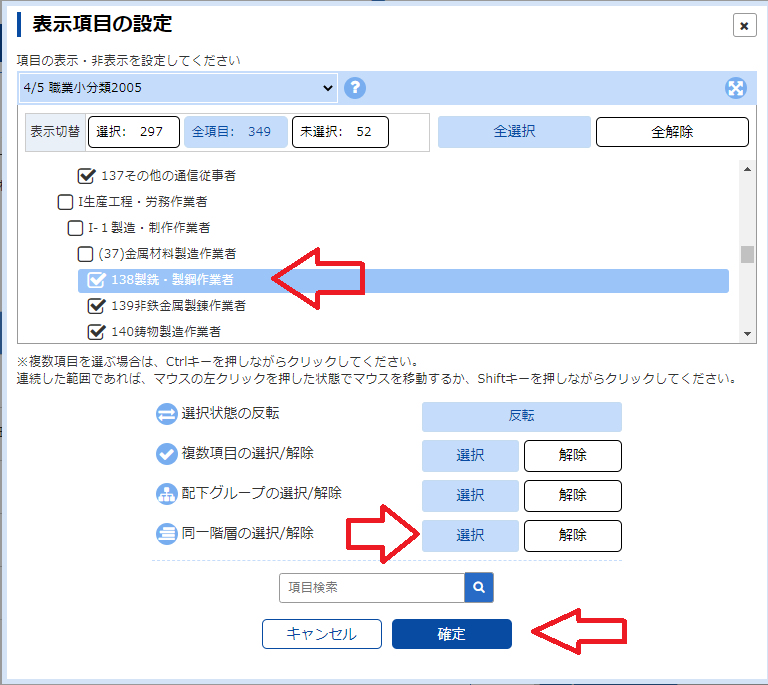 表示項目の設定
項目の表示・非表示を設定してください
4/5 職業小分類2005
表示切替 選択: 297 全項目: 349 未選択: 52 全選択 全解除
137その他の通信従事者
I生産工程・労務作業者
I-１製造・制作作業者
(37)金属材料製造作業者
138製銑・製鋼作業者
139非鉄金属製錬作業者
140鋳物製造作業者
※複数項目を選ぶ場合は、Ctrlキーを押しながらクリックしてください。
連続した範囲であれば、マウスの左クリックを押した状態でマウスを移動するか、Shiftキーを押しながらクリックしてください。
選択状態の反転 反転
複数項目の選択/解除 選択 解除
配下グループの選択/解除 選択 解除
同一階層の選択/解除 選択 解除
項目検索
キャンセル 確定